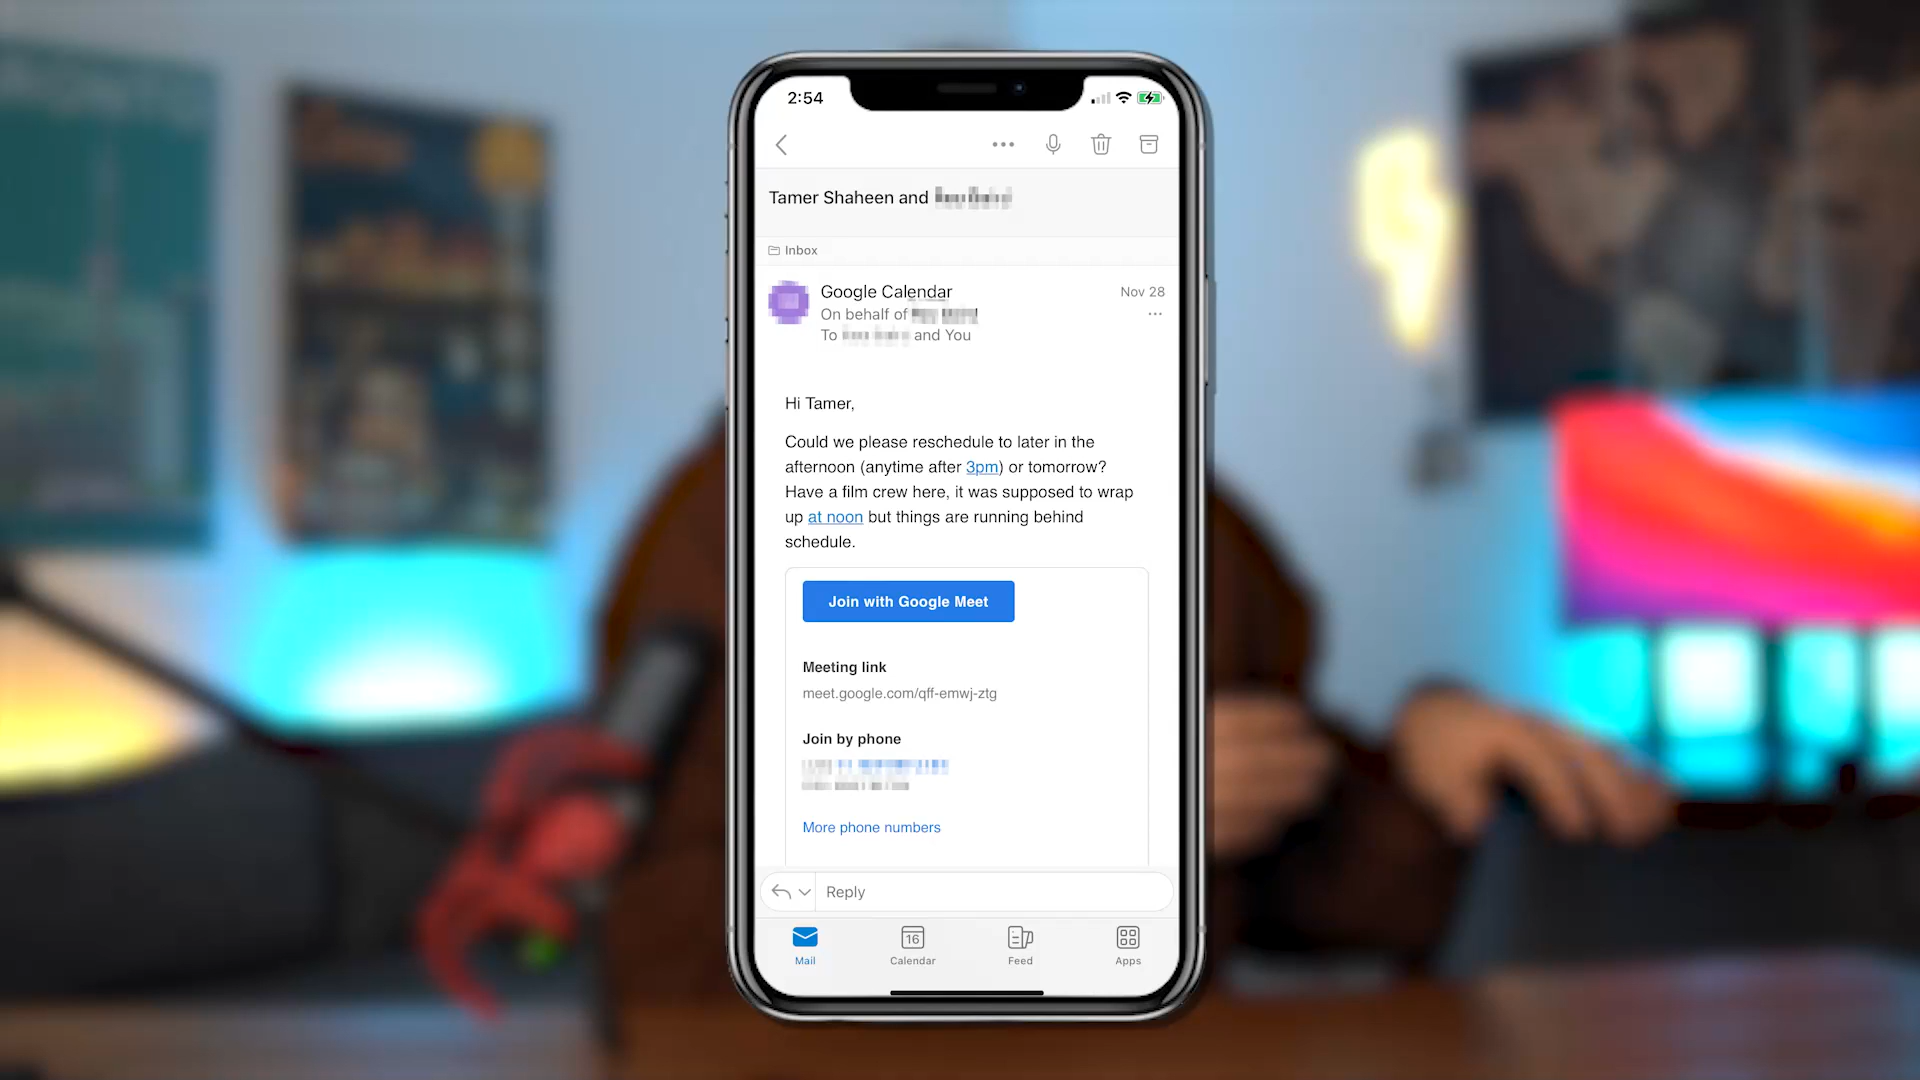 2:54
Tamer Shaheen and
Inbox
Google Calendar
Nov 28
On behalf of
To and You
Hi Tamer,
Could we please reschedule to later in the
afternoon (anytime after 3pm) or tomorrow?
Have a film crew here, it was supposed to wrap
up at noon but things are running behind
schedule.
Join with Google Meet
Meeting link
meet.google.com/qff-emwj-ztg
Join by phone
More phone numbers
Reply
16
Mail
Calendar
Feed
Apps